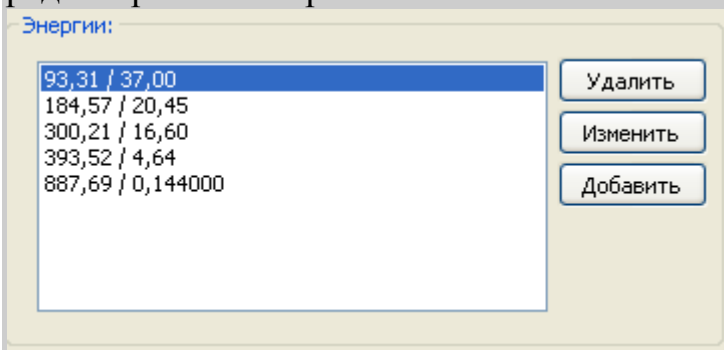 Энергии:
93,31 / 37,00
184,57 / 20,45
300,21 / 16,60
393,52 / 4,64
887,69 / 0,144000
Удалить
Изменить
Добавить